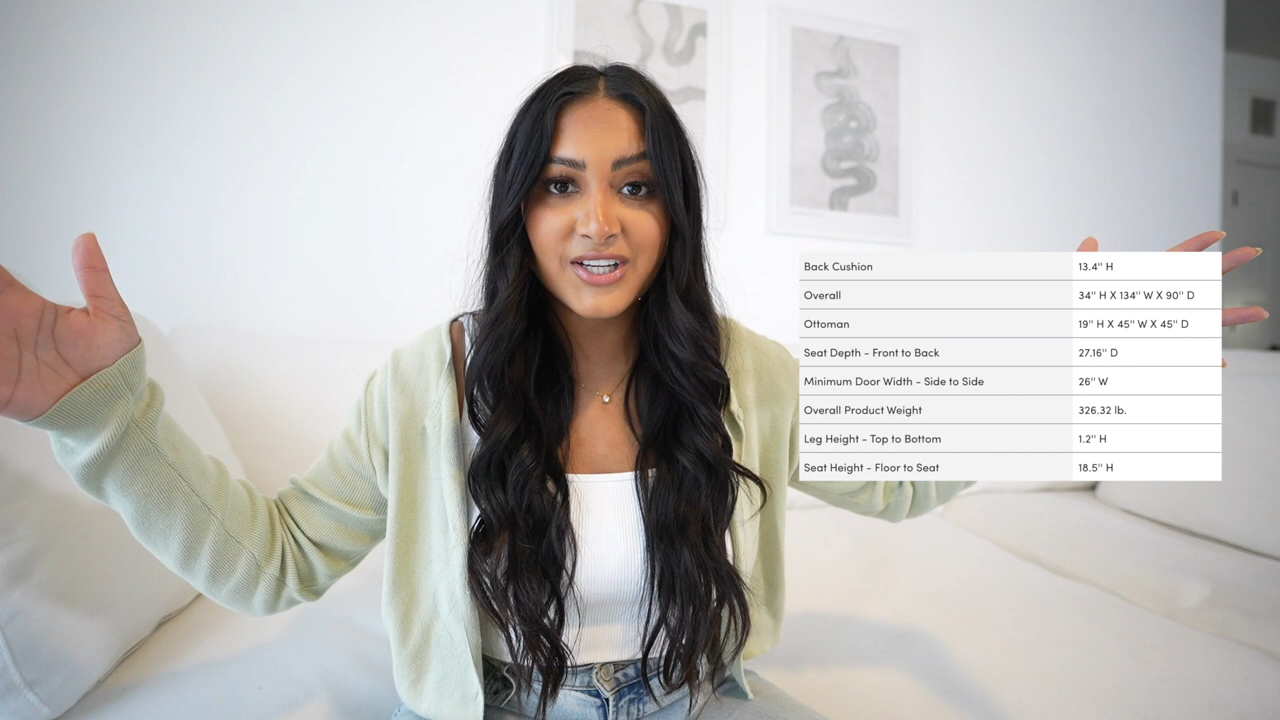 Back Cushion 13.4'' H
Overall 34'' H X 134'' W X 90'' D
Ottoman 19'' H X 45'' W X 45'' D
Seat Depth - Front to Back 27.16'' D
Minimum Door Width - Side to Side 26'' W
Overall Product Weight 326.32 lb.
Leg Height - Top to Bottom 1.2'' H
Seat Height - Floor to Seat 18.5'' H